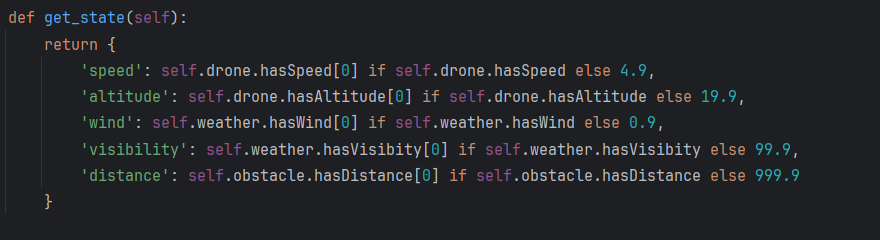 def get_state(self):
    return {
        'speed': self.drone.hasSpeed[0] if self.drone.hasSpeed else 4.9,
        'altitude': self.drone.hasAltitude[0] if self.drone.hasAltitude else 19.9,
        'wind': self.weather.hasWind[0] if self.weather.hasWind else 0.9,
        'visibility': self.weather.hasVisibity[0] if self.weather.hasVisibity else 99.9,
        'distance': self.obstacle.hasDistance[0] if self.obstacle.hasDistance else 999.9
    }